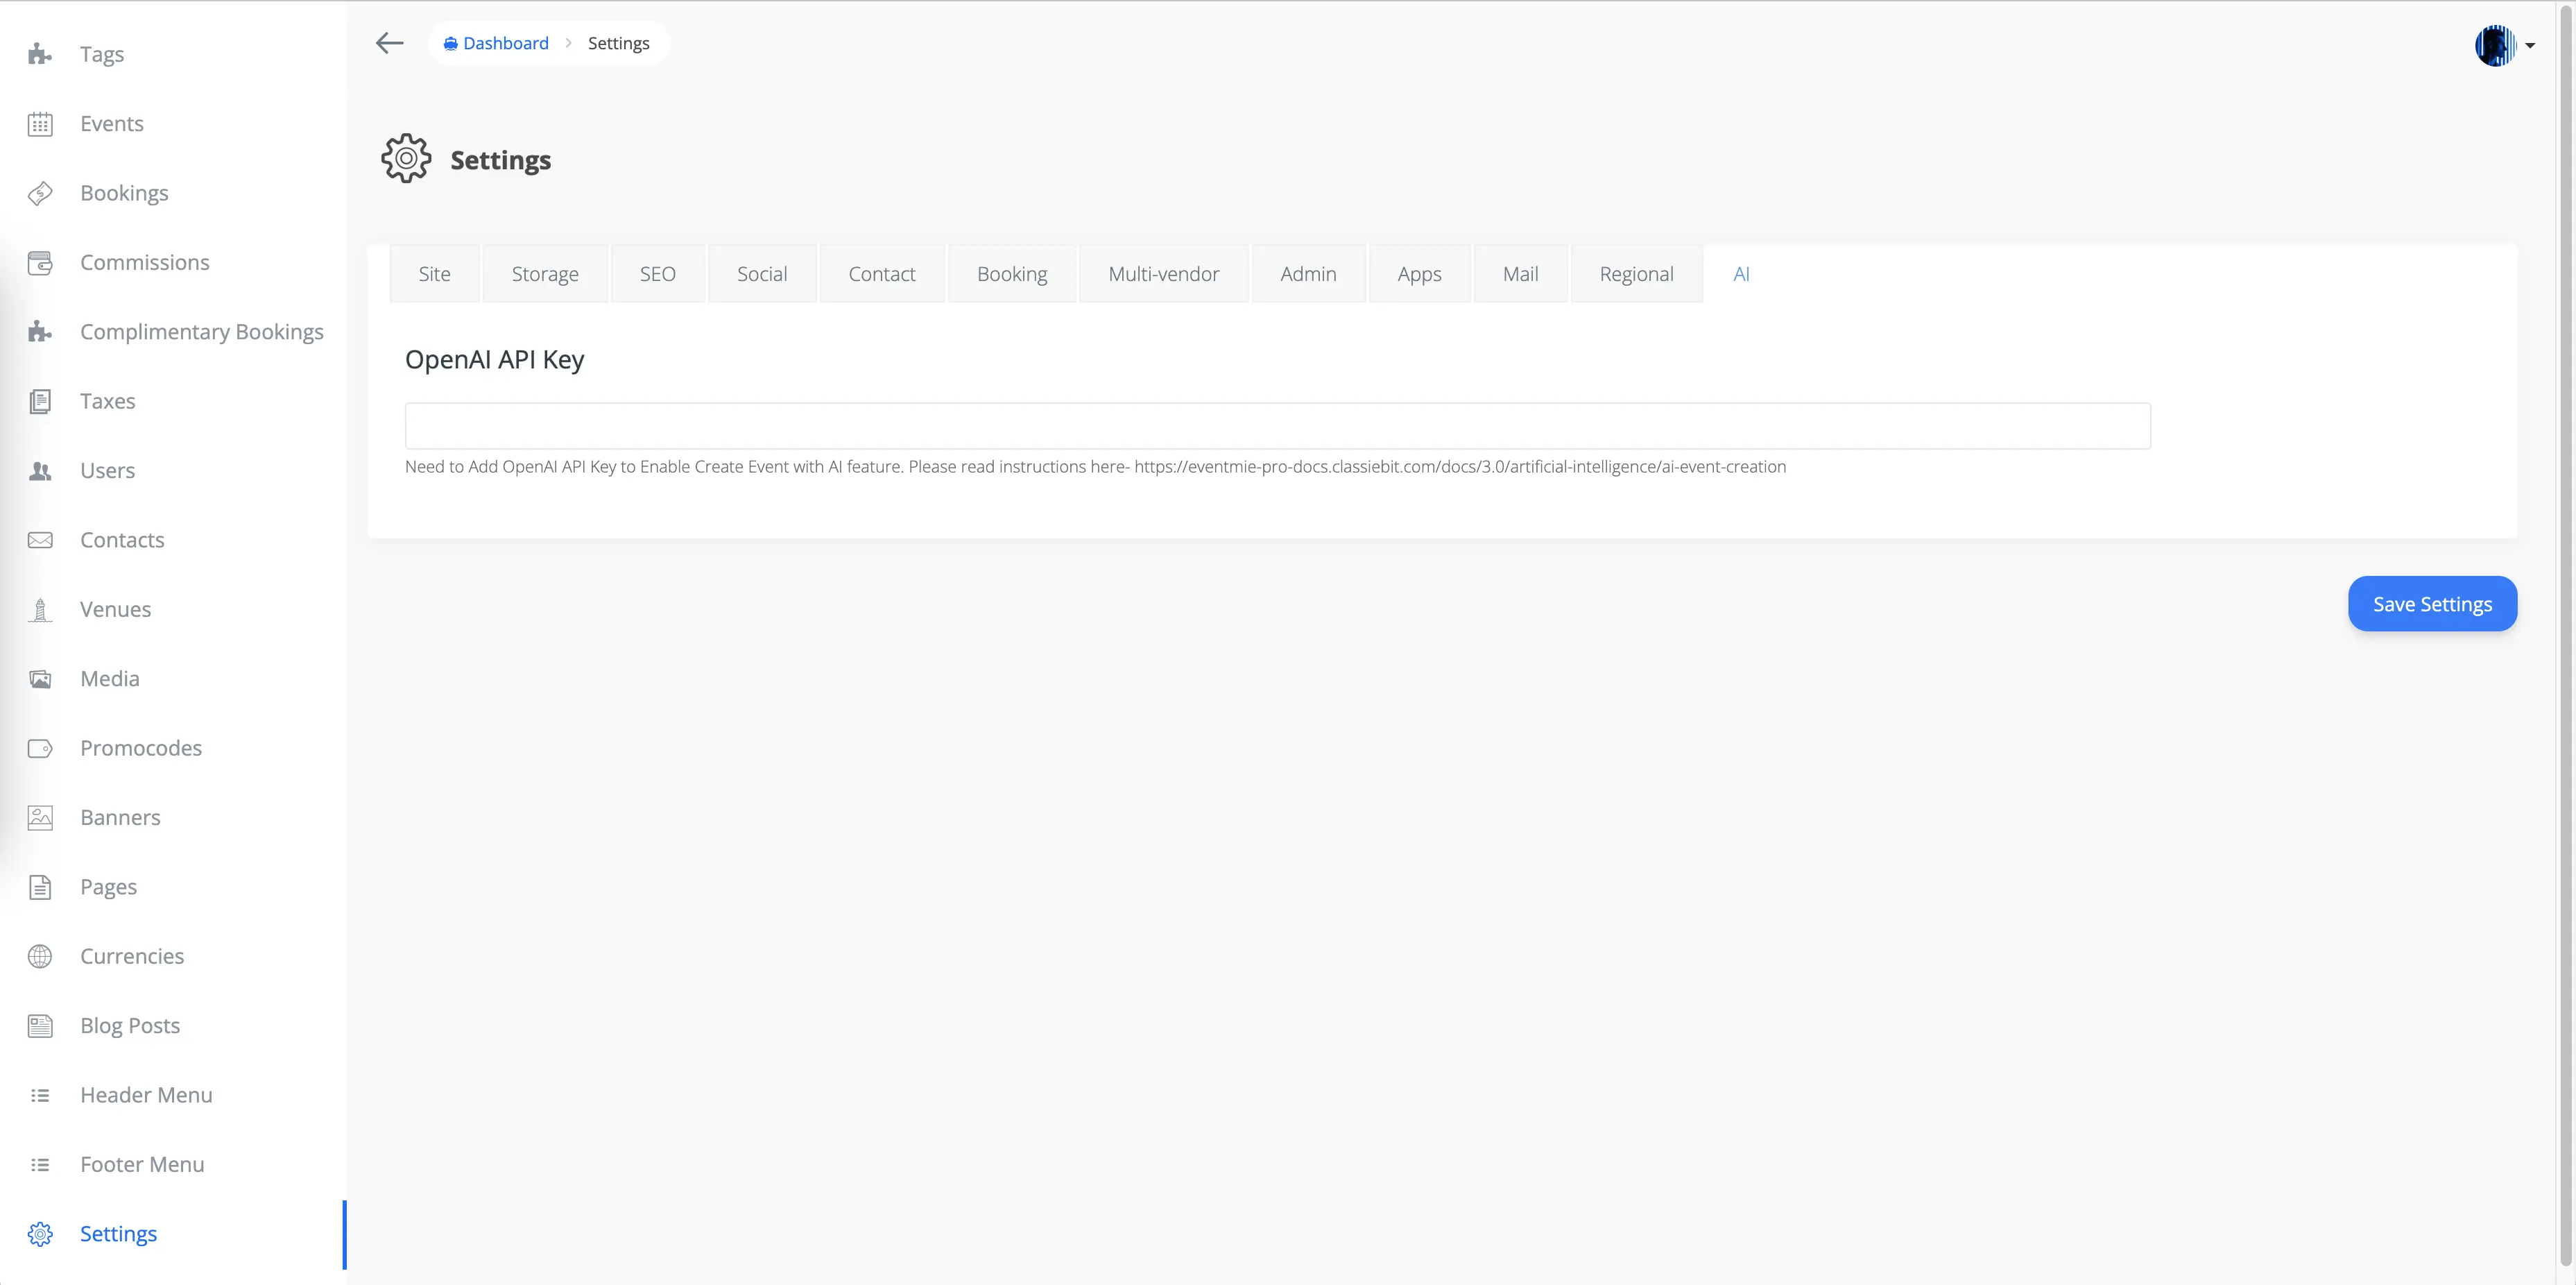 Tags
Events
Bookings
Commissions
Complimentary Bookings
Taxes
Users
Contacts
Venues
Media
Promocodes
Banners
Pages
Currencies
Blog Posts
Header Menu
Footer Menu
Settings
Dashboard > Settings
Settings
Site Storage SEO Social Contact Booking Multi-vendor Admin Apps Mail Regional AI
OpenAI API Key
Need to Add OpenAI API Key to Enable Create Event with AI feature. Please read instructions here- https://eventmie-pro-docs.classiebit.com/docs/3.0/artificial-intelligence/ai-event-creation
Save Settings